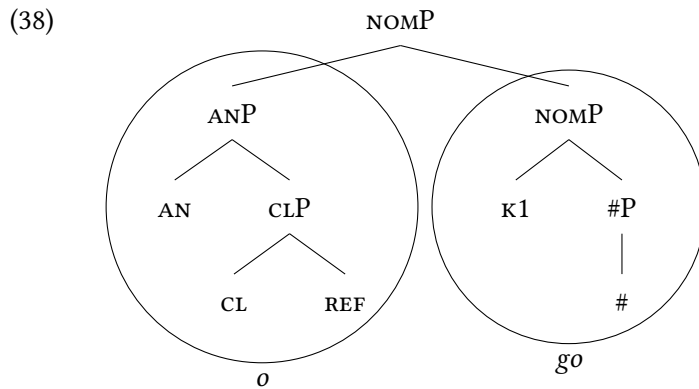 (38)
NOMP
ANP NOMP
AN CLP K1 #P
CL REF #
o go